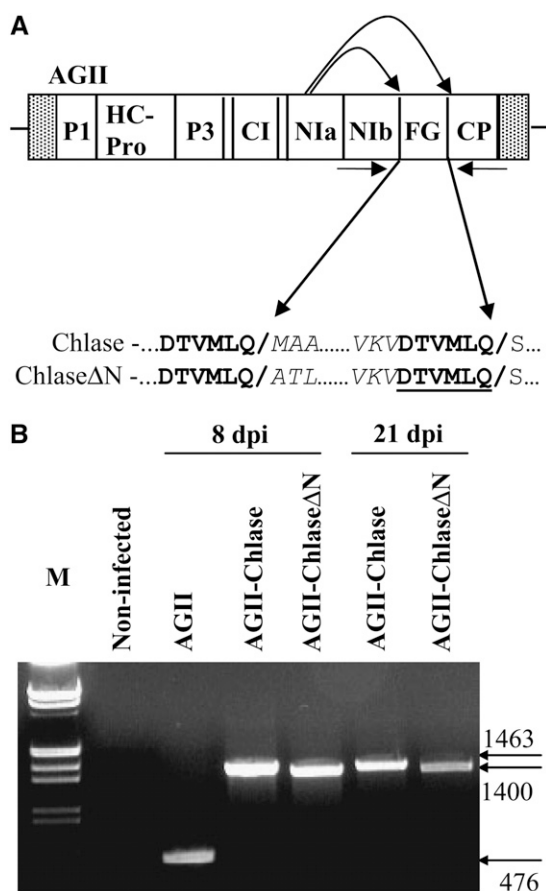 A
AGII
P1
HC-
Pro
P3
CI
NIa
NIb
FG
CP
Chlase -...DTVMLQ/MAA......VKVDTVMLQ/S...
ChlaseΔN -...DTVMLQ/ATL......VKVDTVMLQ/S...
B
8 dpi
21 dpi
M
Non-infected
AGII
AGII-Chlase
AGII-ChlaseΔN
AGII-Chlase
AGII-ChlaseΔN
1463
1400
476